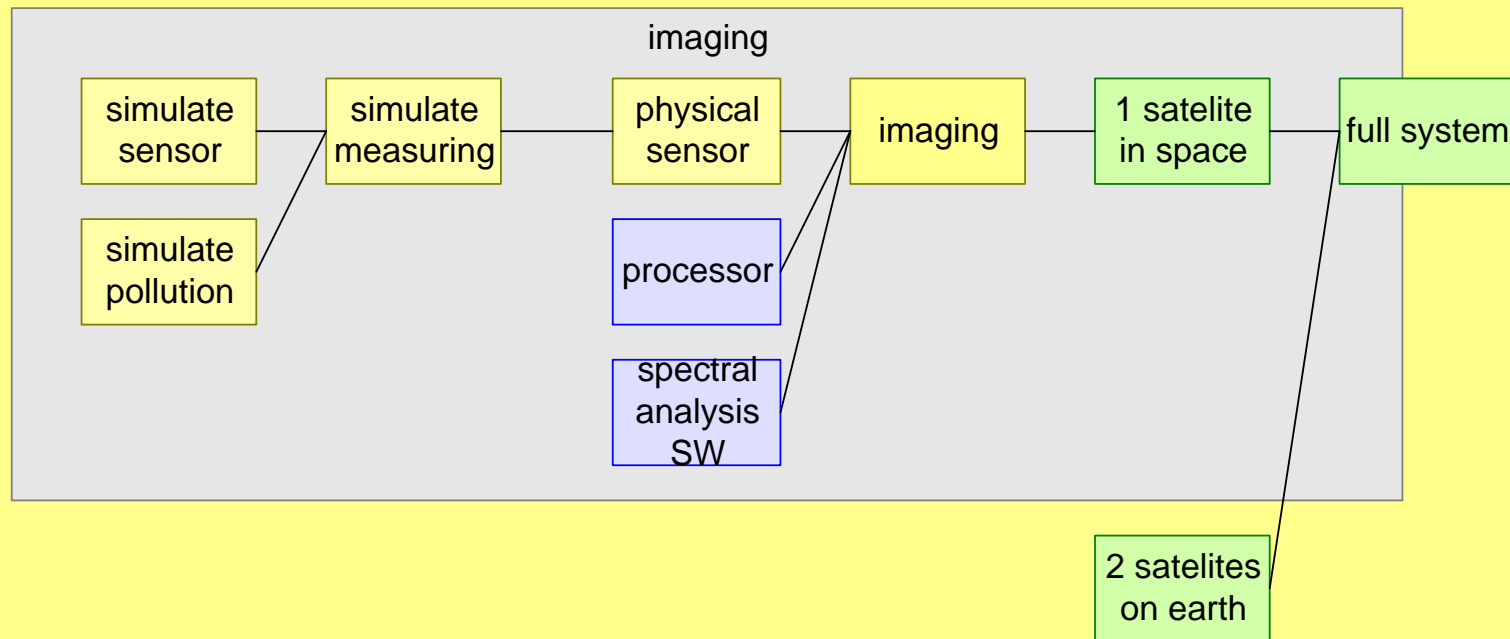 imaging
simulate
sensor
simulate
measuring
physical
sensor
imaging
1 satelite
in space
full system
simulate
pollution
processor
spectral
analysis
SW
2 satelites
on earth